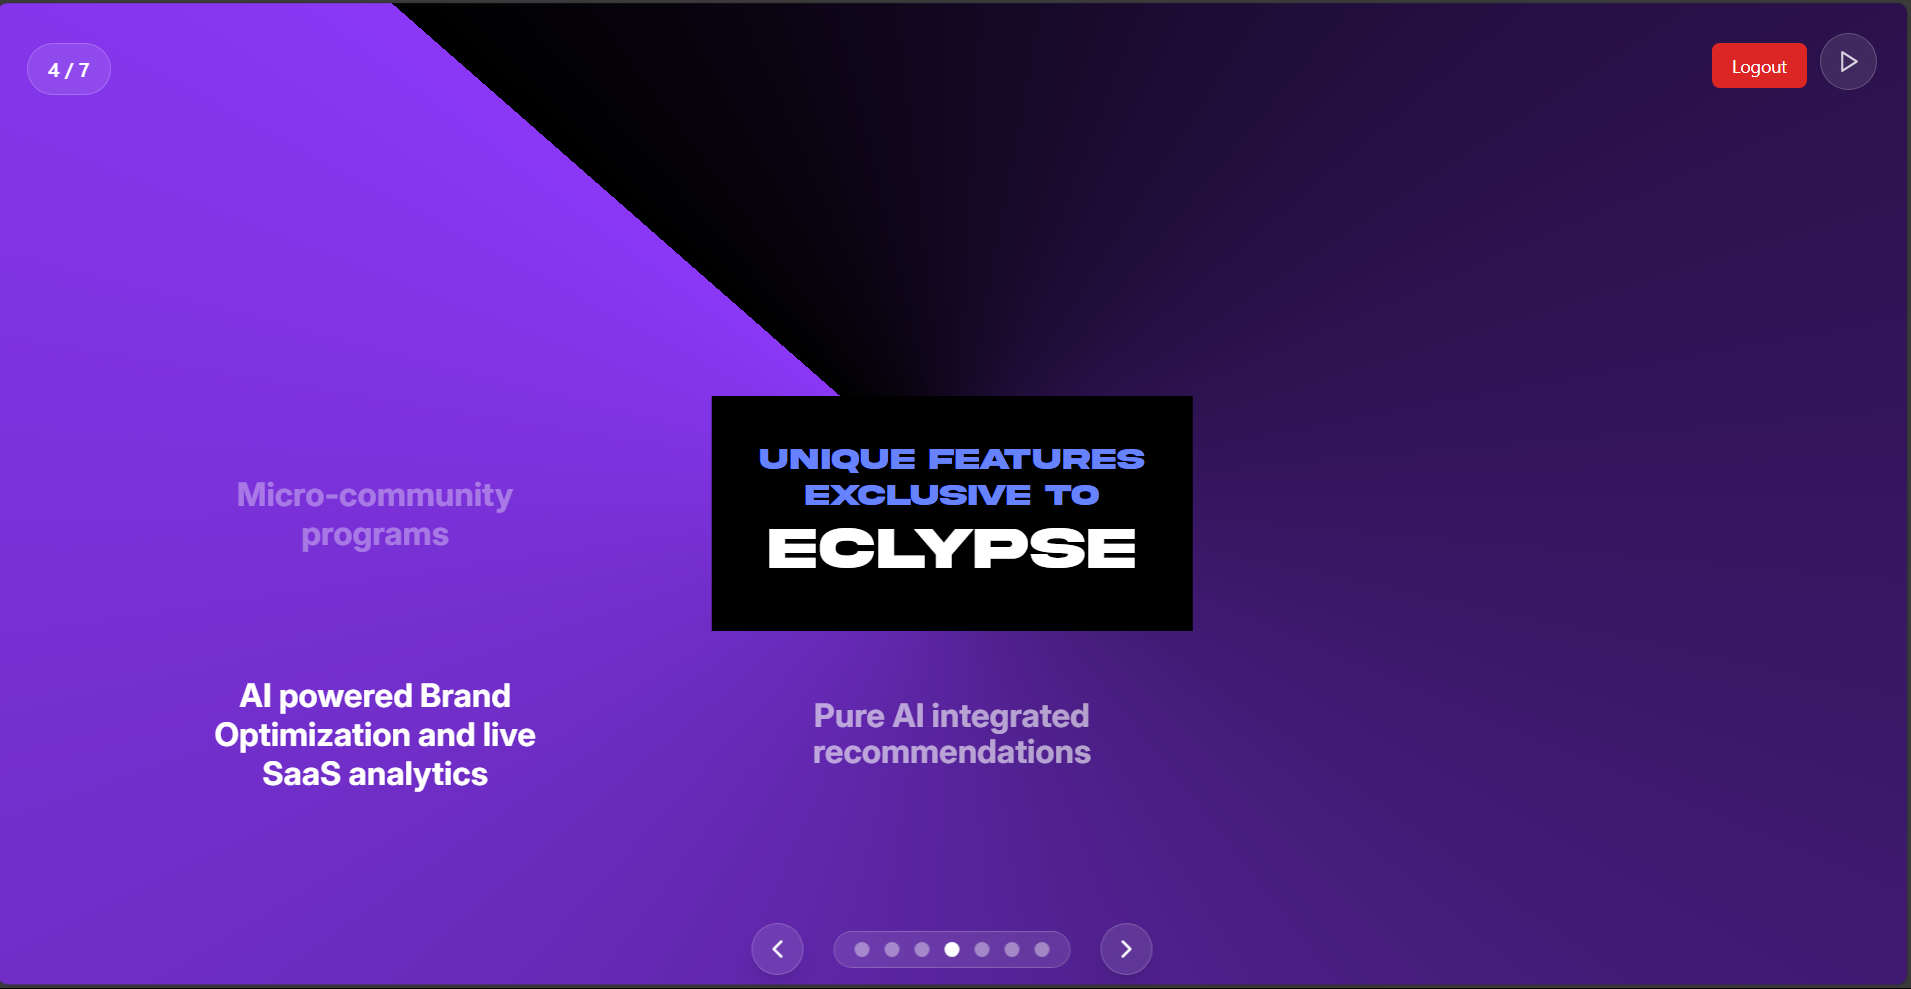 4 / 7
Logout
UNIQUE FEATURES
EXCLUSIVE TO
ECLYPSE
Micro-community
programs
AI powered Brand
Optimization and live
SaaS analytics
Pure AI integrated
recommendations